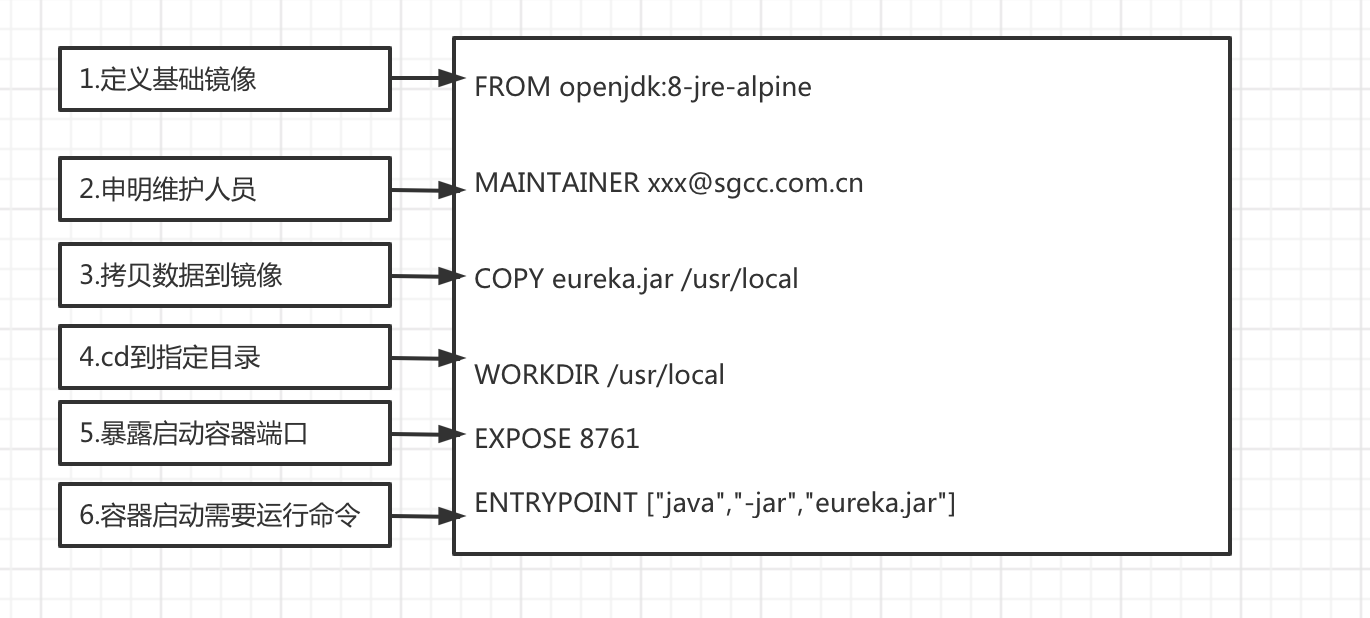 1.定义基础镜像
FROM openjdk:8-jre-alpine
2.申明维护人员
MAINTAINER xxx@sgcc.com.cn
3.拷贝数据到镜像
COPY eureka.jar /usr/local
4.cd到指定目录
WORKDIR /usr/local
5.暴露启动容器端口
EXPOSE 8761
6.容器启动需要运行命令
ENTRYPOINT ["java","-jar","eureka.jar"]